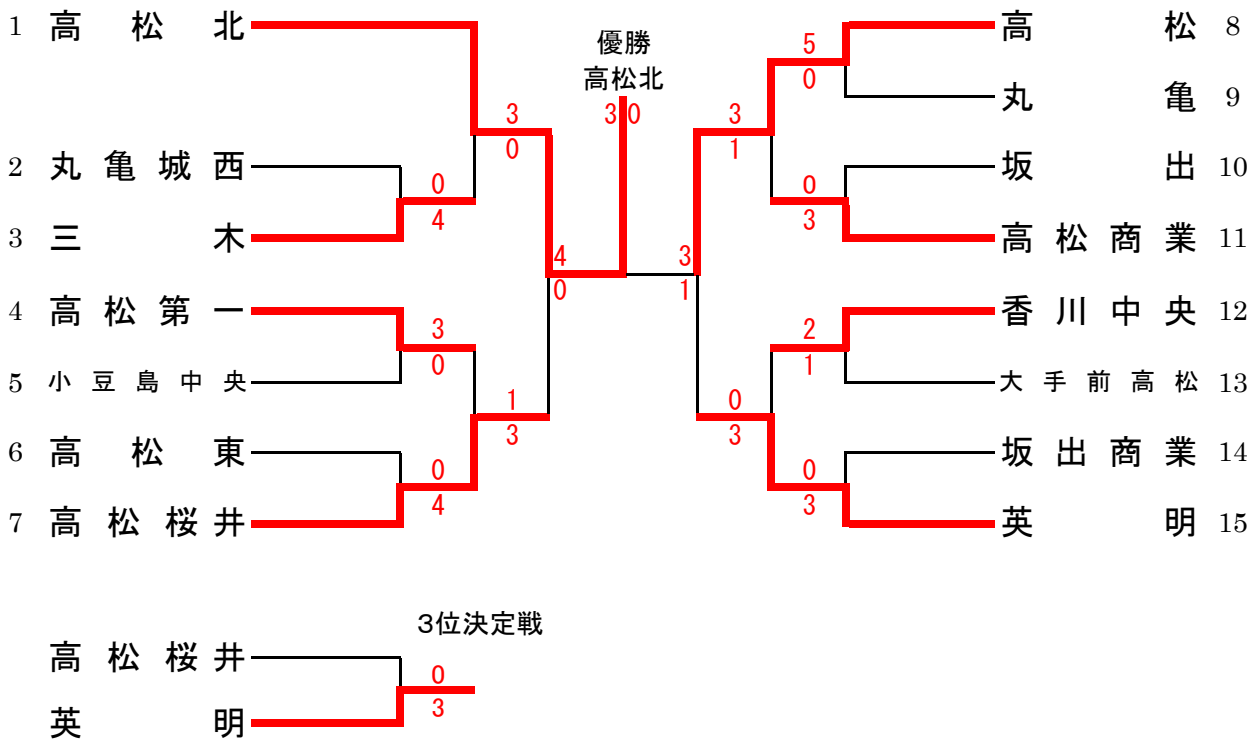 1 高松北
2 丸亀城西
3 三木
4 高松第一
5 小豆島中央
6 高松東
7 高松桜井
3
0
0
4
3
0
0
4
1
3
4
0
優勝
高松北
3 0
3
1
5
0
3
1
0
3
2
1
0
3
0
3
高松 8
丸亀 9
坂出 10
高松商業 11
香川中央 12
大手前高松 13
坂出商業 14
英明 15
3位決定戦
高松桜井
英明
0
3